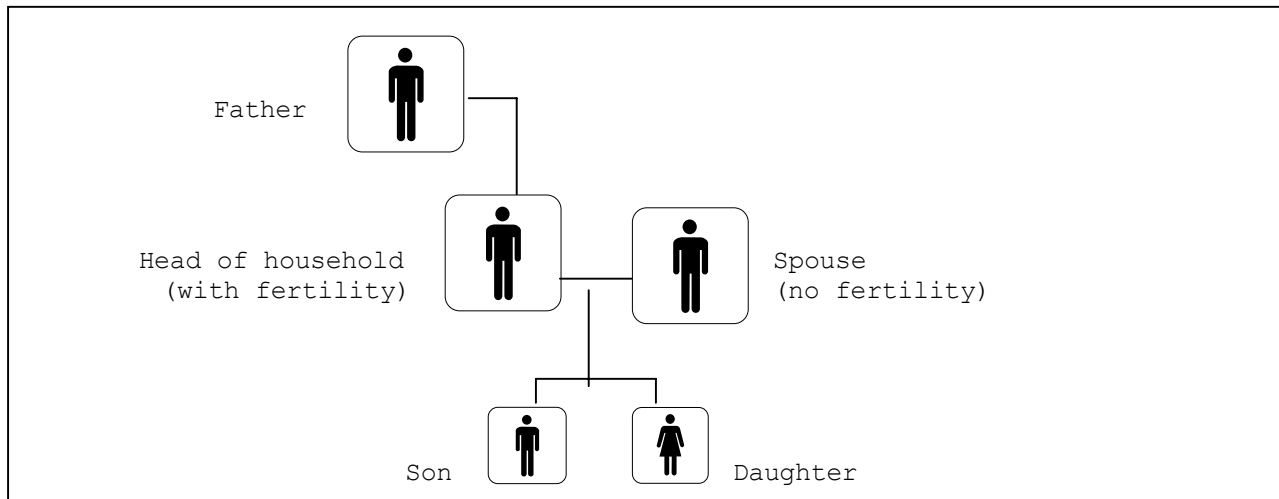 Father
Head of household
(with fertility)
Spouse
(no fertility)
Son
Daughter